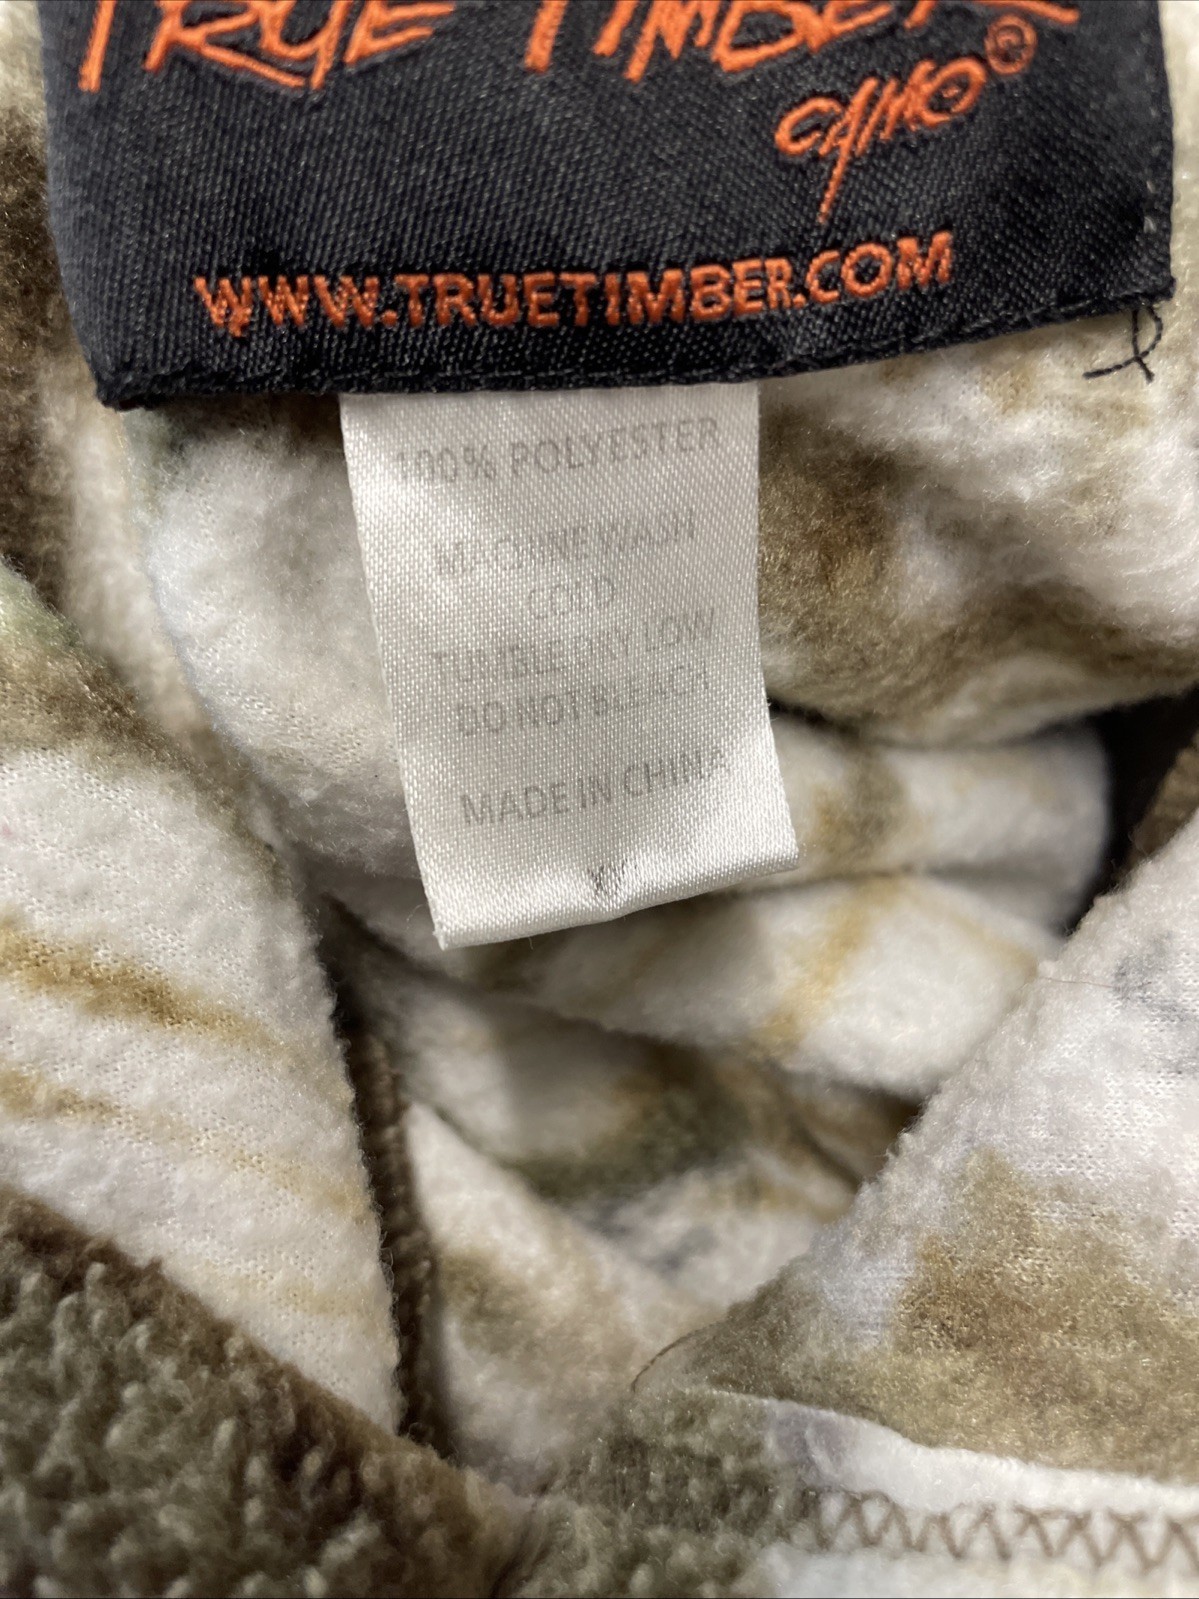 TRUE TIMBER
CAMO©
WWW.TRUETIMBER.COM
100% POLYESTER
MACHINE WASH
COLD
TUMBLE DRY LOW
DO NOT BLEACH
MADE IN CHINA